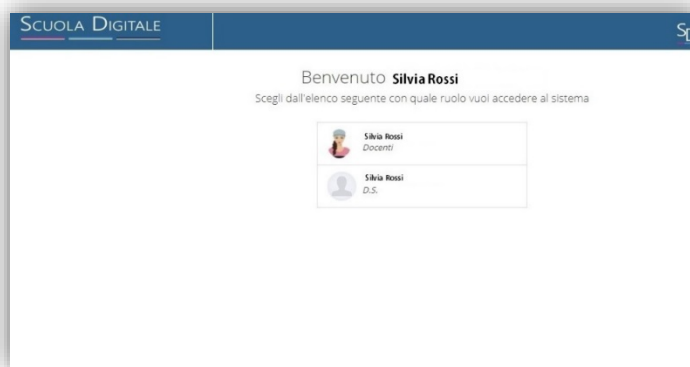 SCUOLA DIGITALE
SD
Benvenuto Silvia Rossi
Scegli dall'elenco seguente con quale ruolo vuoi accedere al sistema
Silvia Rossi
Docenti
Silvia Rossi
D.S.